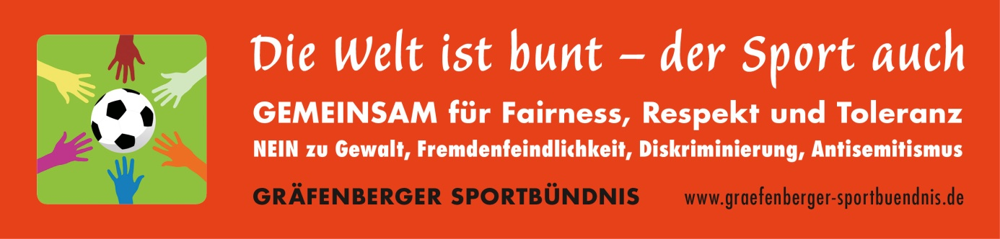 Die Welt ist bunt – der Sport auch
GEMEINSAM für Fairness, Respekt und Toleranz
NEIN zu Gewalt, Fremdenfeindlichkeit, Diskriminierung, Antisemitismus
GRÄFENBERGER SPORTBÜNDNIS www.graefenberger-sportbuendnis.de